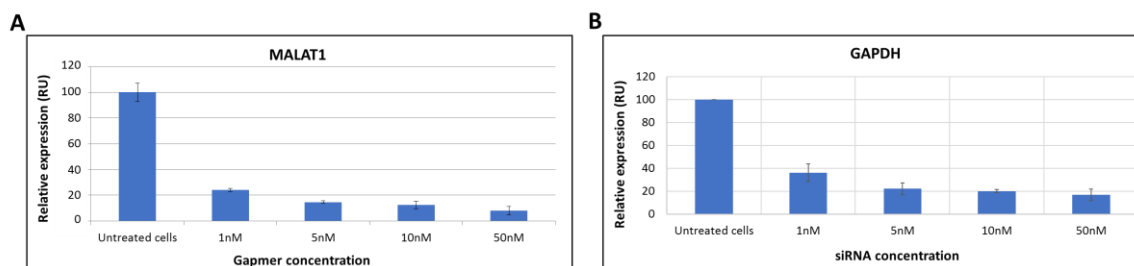 A
MALAT1
Relative expression (RU)
120
100
80
60
40
20
0
Untreated cells 1nM 5nM 10nM 50nM
Gapmer concentration
B
GAPDH
Relative expression (RU)
120
100
80
60
40
20
0
Untreated cells 1nM 5nM 10nM 50nM
siRNA concentration